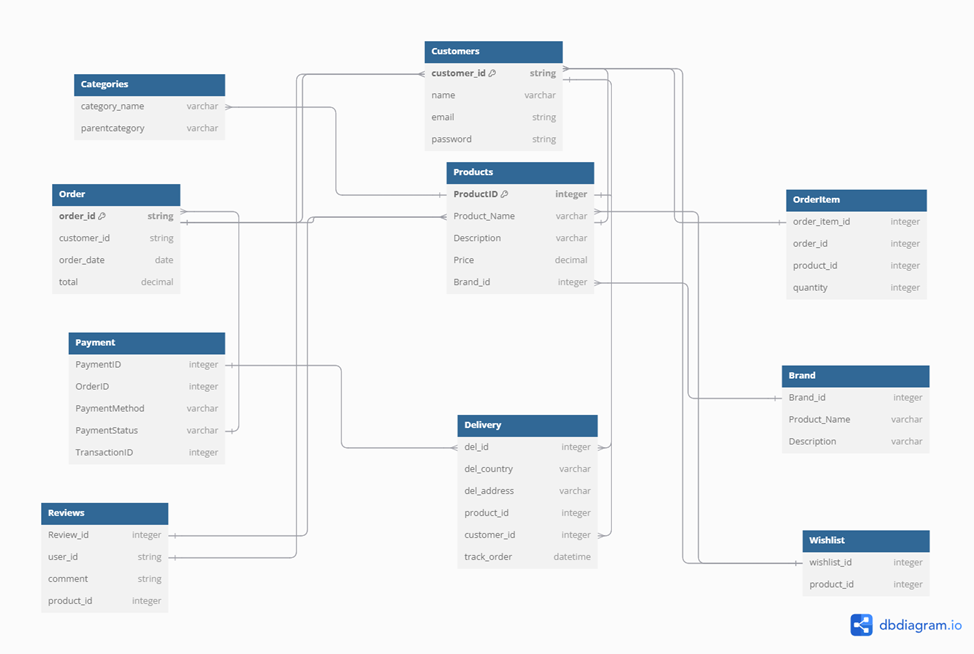 Customers
customer_id string
name varchar
email string
password string
Categories
category_name varchar
parentcategory varchar
Products
ProductID integer
Product_Name varchar
Description varchar
Price decimal
Brand_id integer
Order
order_id string
customer_id string
order_date date
total decimal
OrderItem
order_item_id integer
order_id integer
product_id integer
quantity integer
Payment
PaymentID integer
OrderID integer
PaymentMethod varchar
PaymentStatus varchar
TransactionID integer
Brand
Brand_id integer
Product_Name varchar
Description varchar
Delivery
del_id integer
del_country varchar
del_address varchar
product_id integer
customer_id integer
track_order datetime
Reviews
Review_id integer
user_id string
comment string
product_id integer
Wishlist
wishlist_id integer
product_id integer
dbdiagram.io